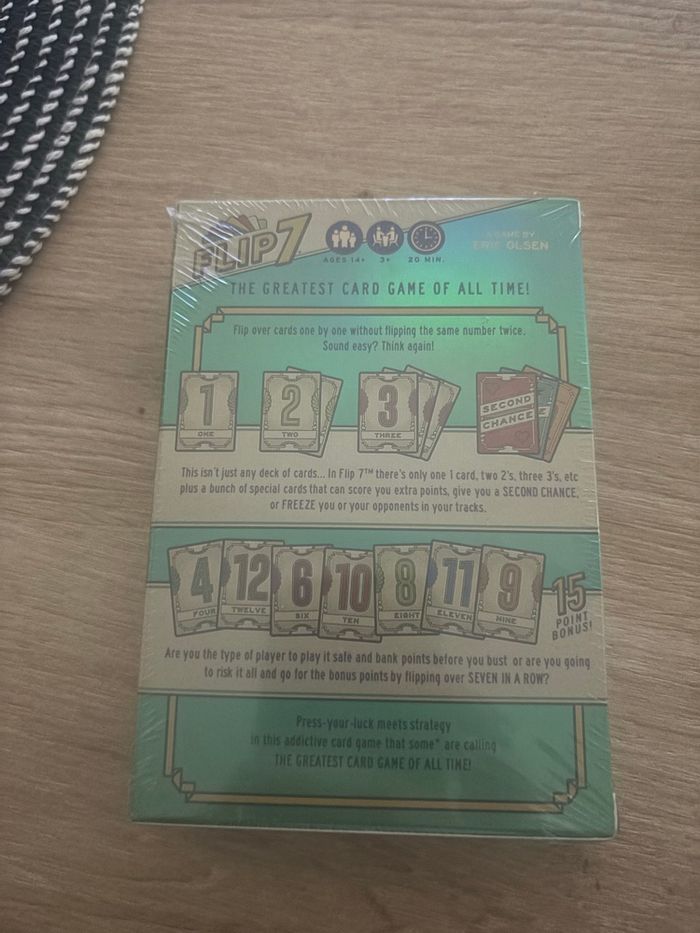 FLIP 7
AGES 14+ 3+ 20 MIN.
A GAME BY
ERIC OLSEN
THE GREATEST CARD GAME OF ALL TIME!
Flip over cards one by one without flipping the same number twice.
Sound easy? Think again!
1
ONE
2
TWO
3
THREE
SECOND
CHANCE
This isn't just any deck of cards... In Flip 7™ there's only one 1 card, two 2's, three 3's, etc
plus a bunch of special cards that can score you extra points, give you a SECOND CHANCE,
or FREEZE you or your opponents in your tracks.
4 12 6 10 8 11 9
FOUR TWELVE SIX TEN EIGHT ELEVEN NINE
15
POINT
BONUS!
Are you the type of player to play it safe and bank points before you bust or are you going
to risk it all and go for the bonus points by flipping over SEVEN IN A ROW?
Press-your-luck meets strategy
in this addictive card game that some* are calling
THE GREATEST CARD GAME OF ALL TIME!